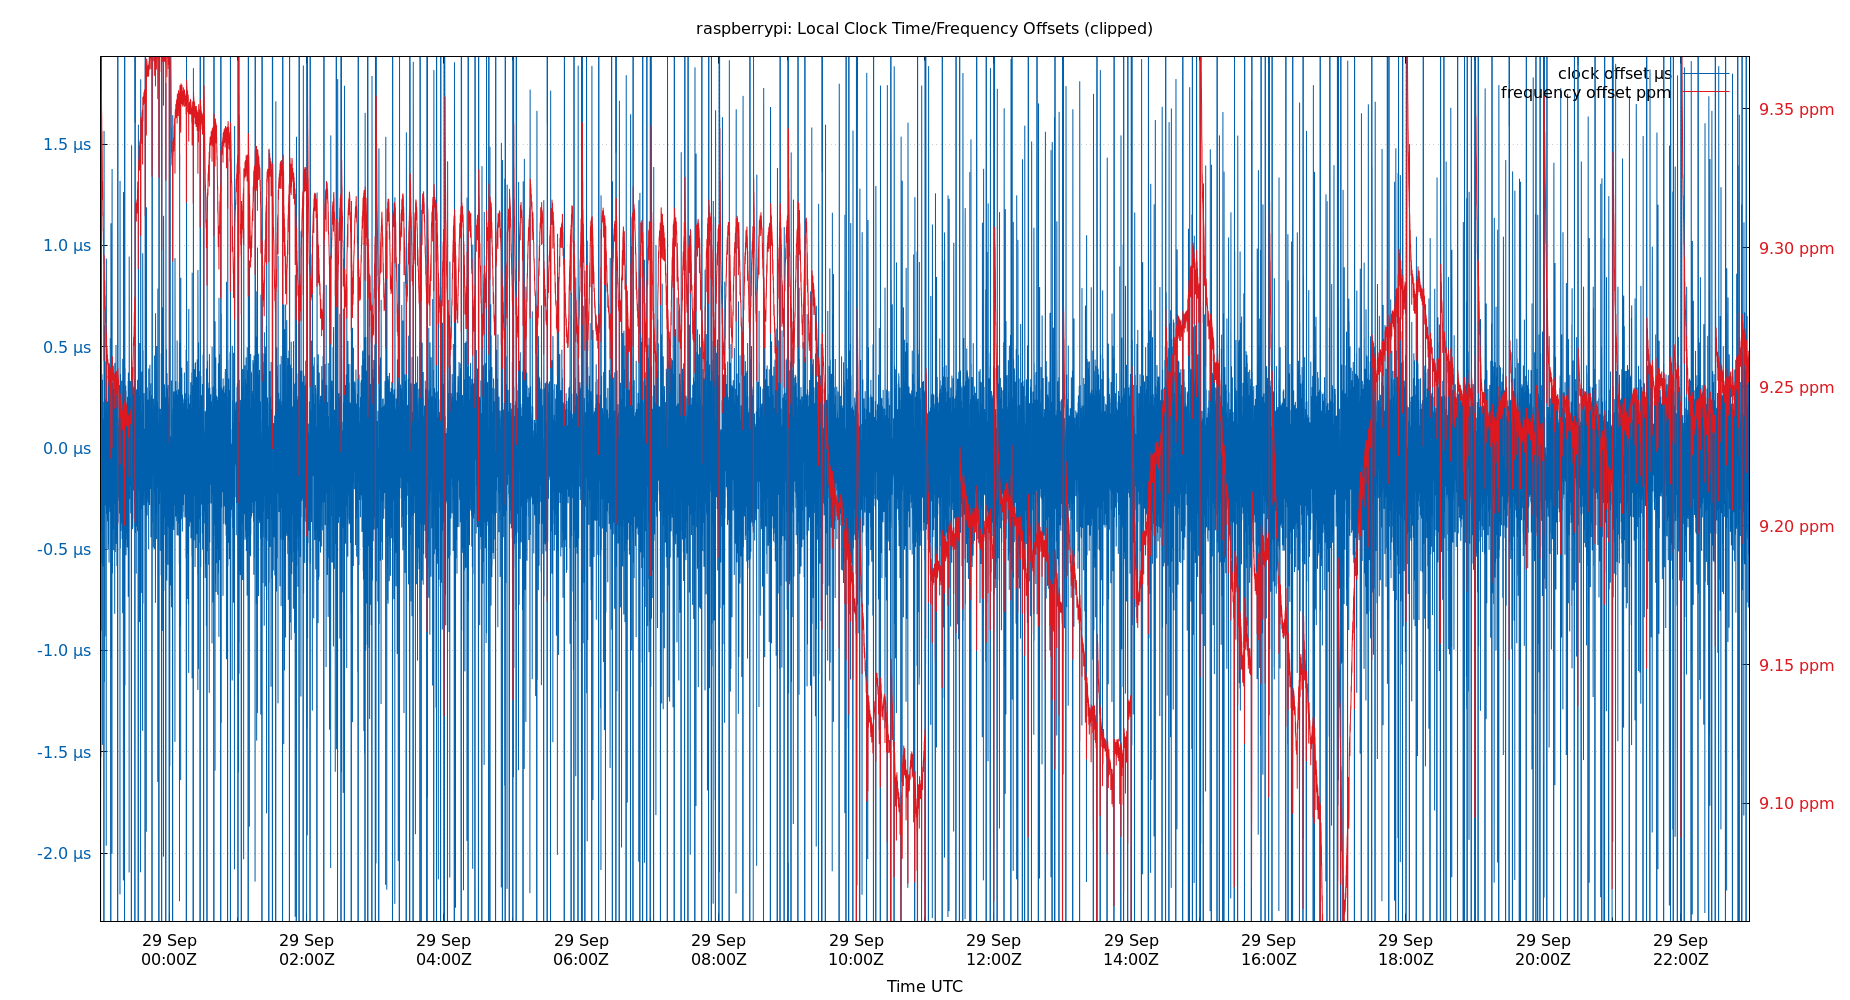 raspberrypi: Local Clock Time/Frequency Offsets (clipped)
clock offset µs
frequency offset ppm
1.5 µs
1.0 µs
0.5 µs
0.0 µs
-0.5 µs
-1.0 µs
-1.5 µs
-2.0 µs
9.35 ppm
9.30 ppm
9.25 ppm
9.20 ppm
9.15 ppm
9.10 ppm
29 Sep
00:00Z
29 Sep
02:00Z
29 Sep
04:00Z
29 Sep
06:00Z
29 Sep
08:00Z
29 Sep
10:00Z
29 Sep
12:00Z
29 Sep
14:00Z
29 Sep
16:00Z
29 Sep
18:00Z
29 Sep
20:00Z
29 Sep
22:00Z
Time UTC